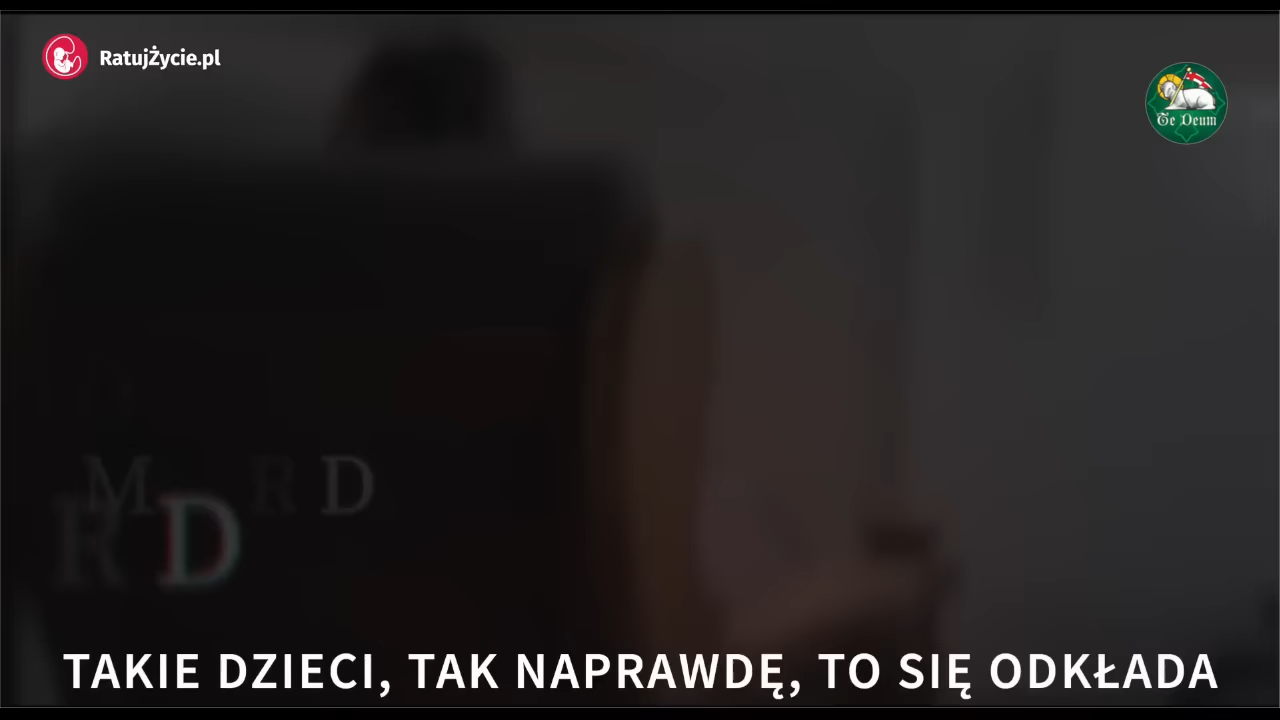 RatujŻycie.pl
Te Deum
M R D
R D
TAKIE DZIECI, TAK NAPRAWDĘ, TO SIĘ ODKŁADA